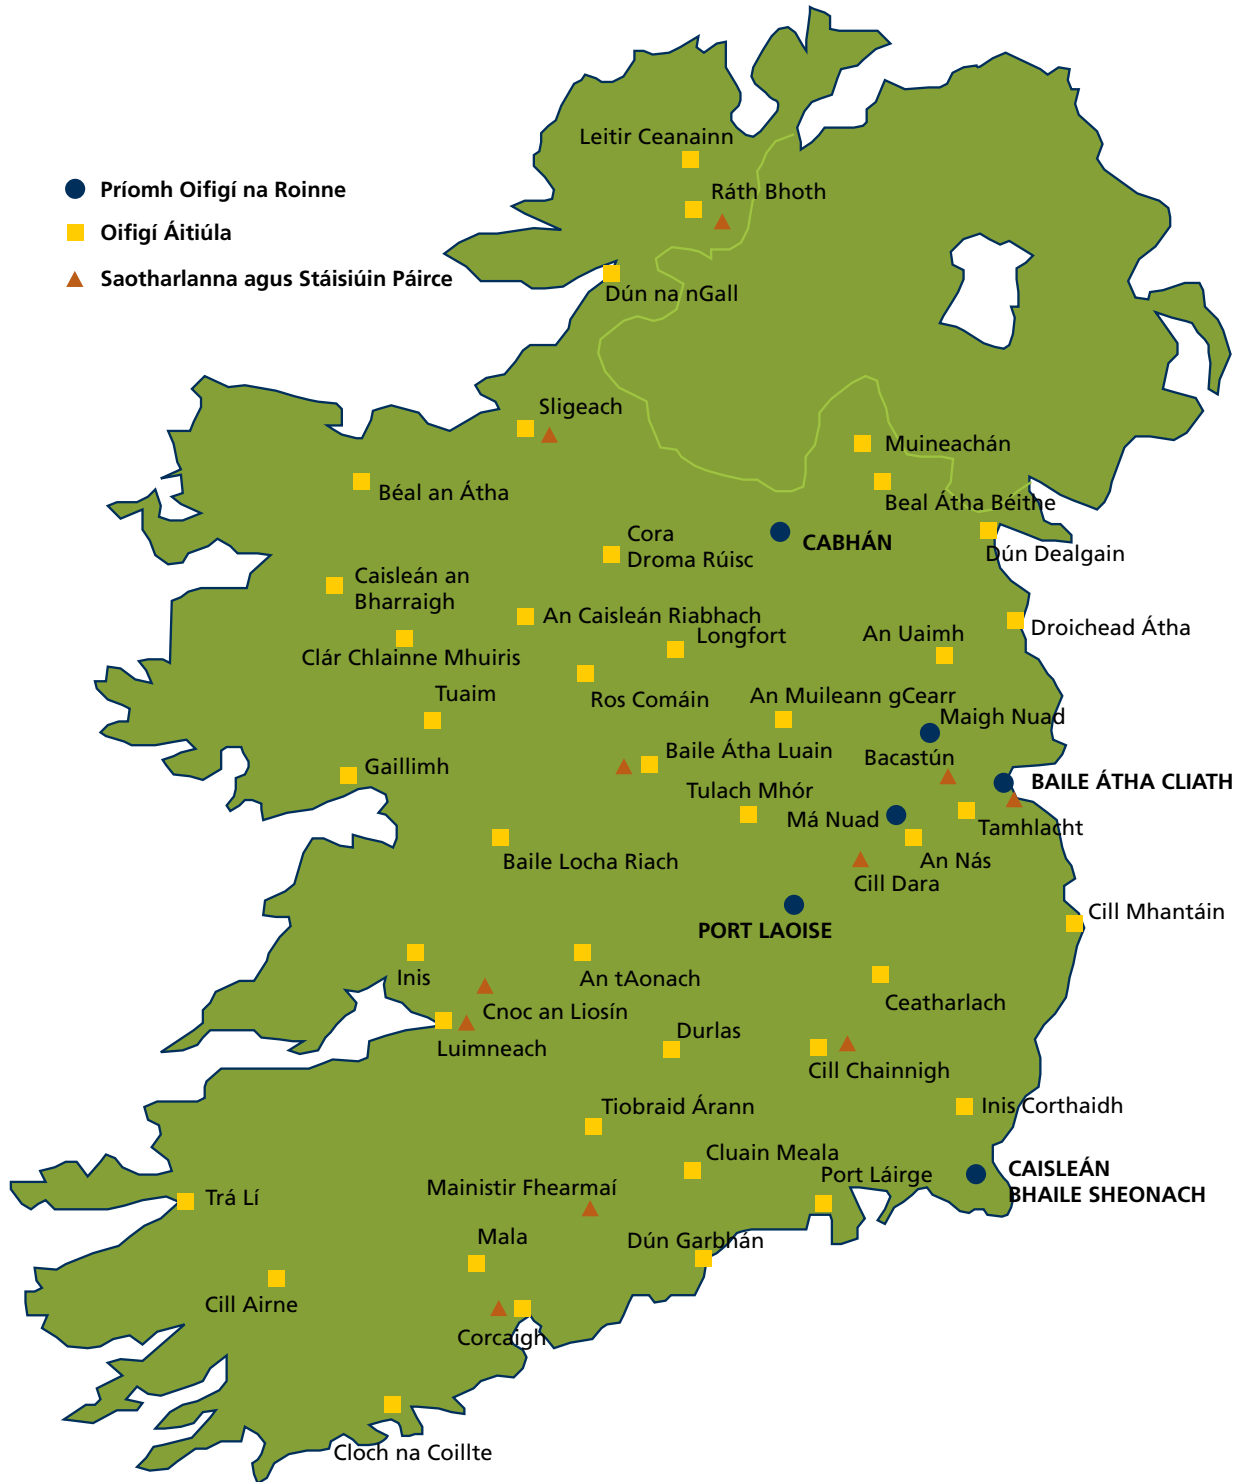 Príomh Oifigí na Roinne
Oifigí Áitiúla
Saotharlanna agus Stáisiúin Páirce
Leitir Ceanainn
Ráth Bhoth
Dún na nGall
Sligeach
Muineachán
Béal an Átha
Beal Átha Béithe
Cora
Droma Rúisc
CABHÁN
Dún Dealgain
Caisleán an
Bharraigh
An Caisleán Riabhach
Droichead Átha
Clár Chlainne Mhuiris
Longfort
An Uaimh
Tuaim
Ros Comáin
An Muileann gCearr
Maigh Nuad
Gaillimh
Baile Átha Luain
Bacastún
BAILE ÁTHA CLIATH
Tulach Mhór
Má Nuad
Tamhlacht
Baile Locha Riach
An Nás
Cill Dara
Cill Mhantáin
PORT LAOISE
Inis
An tAonach
Ceatharlach
Cnoc an Liosín
Luimneach
Durlas
Cill Chainnigh
Tiobraid Árann
Inis Corthaidh
Cluain Meala
Port Láirge
CAISLEÁN
BHAILE SHEONACH
Trá Lí
Mainistir Fhearmaí
Mala
Dún Garbhán
Cill Airne
Corcaigh
Cloch na Coillte